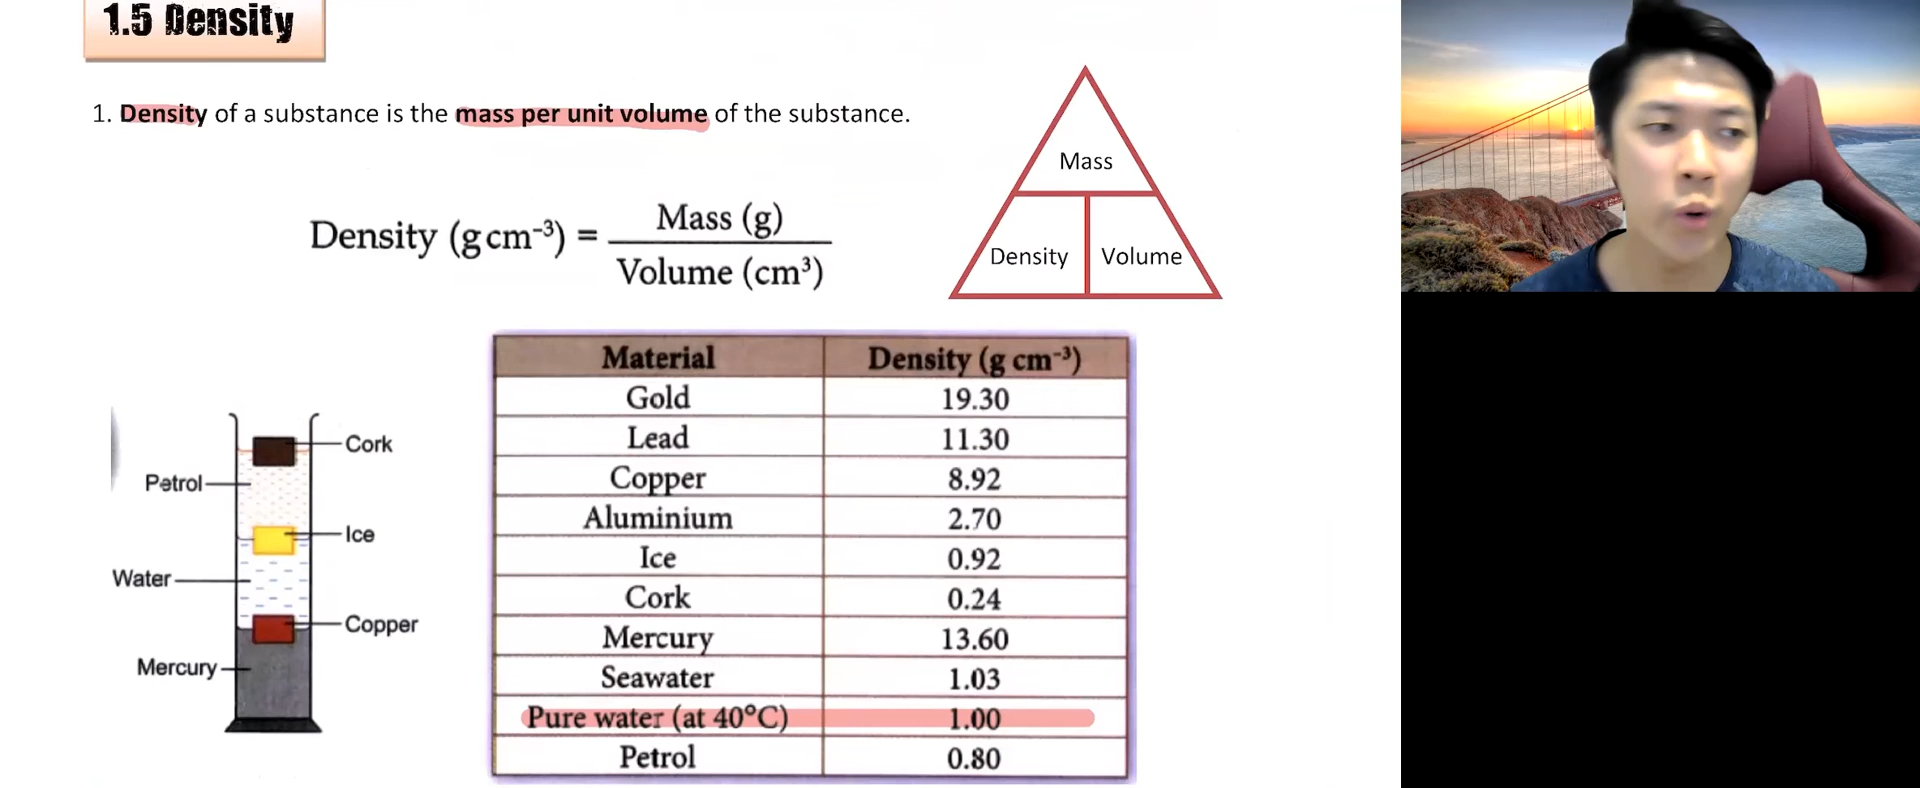 1.5 Density
1. Density of a substance is the mass per unit volume of the substance.
Density (g cm⁻³) = Mass (g)
Volume (cm³)
Mass
Density Volume
Cork
Petrol
Ice
Water
Copper
Mercury
Material Density (g cm⁻³)
Gold 19.30
Lead 11.30
Copper 8.92
Aluminium 2.70
Ice 0.92
Cork 0.24
Mercury 13.60
Seawater 1.03
Pure water (at 40°C) 1.00
Petrol 0.80